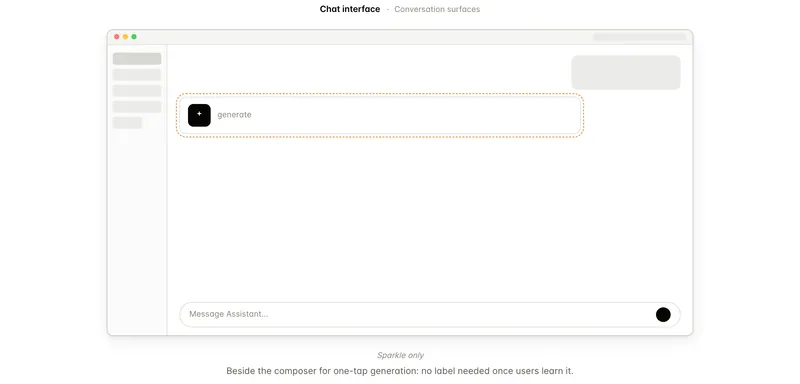 Chat interface · Conversation surfaces
+ generate
Message Assistant...
Sparkle only
Beside the composer for one-tap generation: no label needed once users learn it.